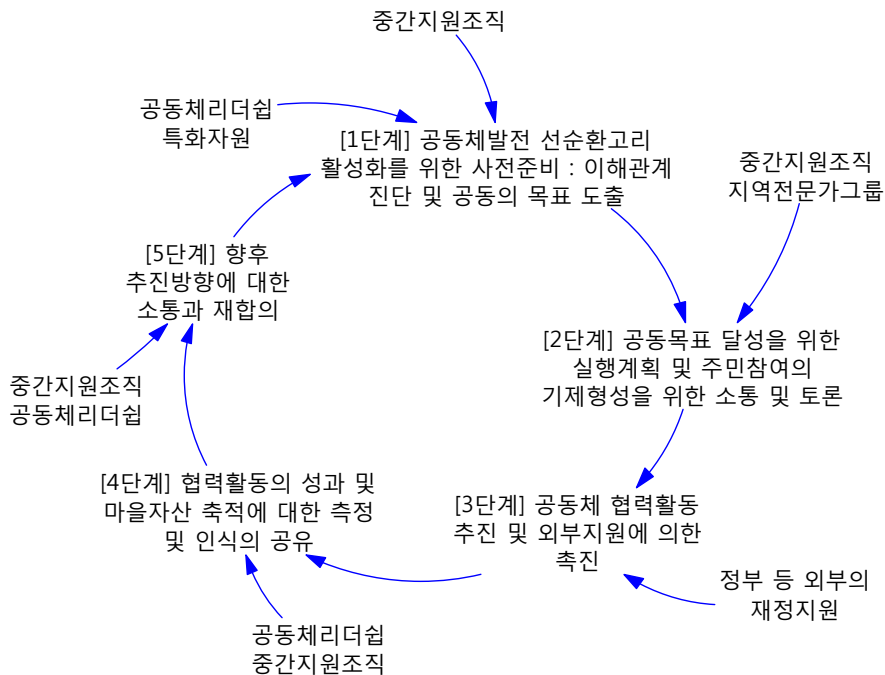 중간지원조직
공동체리더쉽
특화자원
[1단계] 공동체발전 선순환고리
활성화를 위한 사전준비 : 이해관계
진단 및 공동의 목표 도출
중간지원조직
지역전문가그룹
[5단계] 향후
추진방향에 대한
소통과 재합의
[2단계] 공동목표 달성을 위한
실행계획 및 주민참여의
기제형성을 위한 소통 및 토론
중간지원조직
공동체리더쉽
[4단계] 협력활동의 성과 및
마을자산 축적에 대한 측정
및 인식의 공유
[3단계] 공동체 협력활동
추진 및 외부지원에 의한
촉진
정부 등 외부의
재정지원
공동체리더쉽
중간지원조직